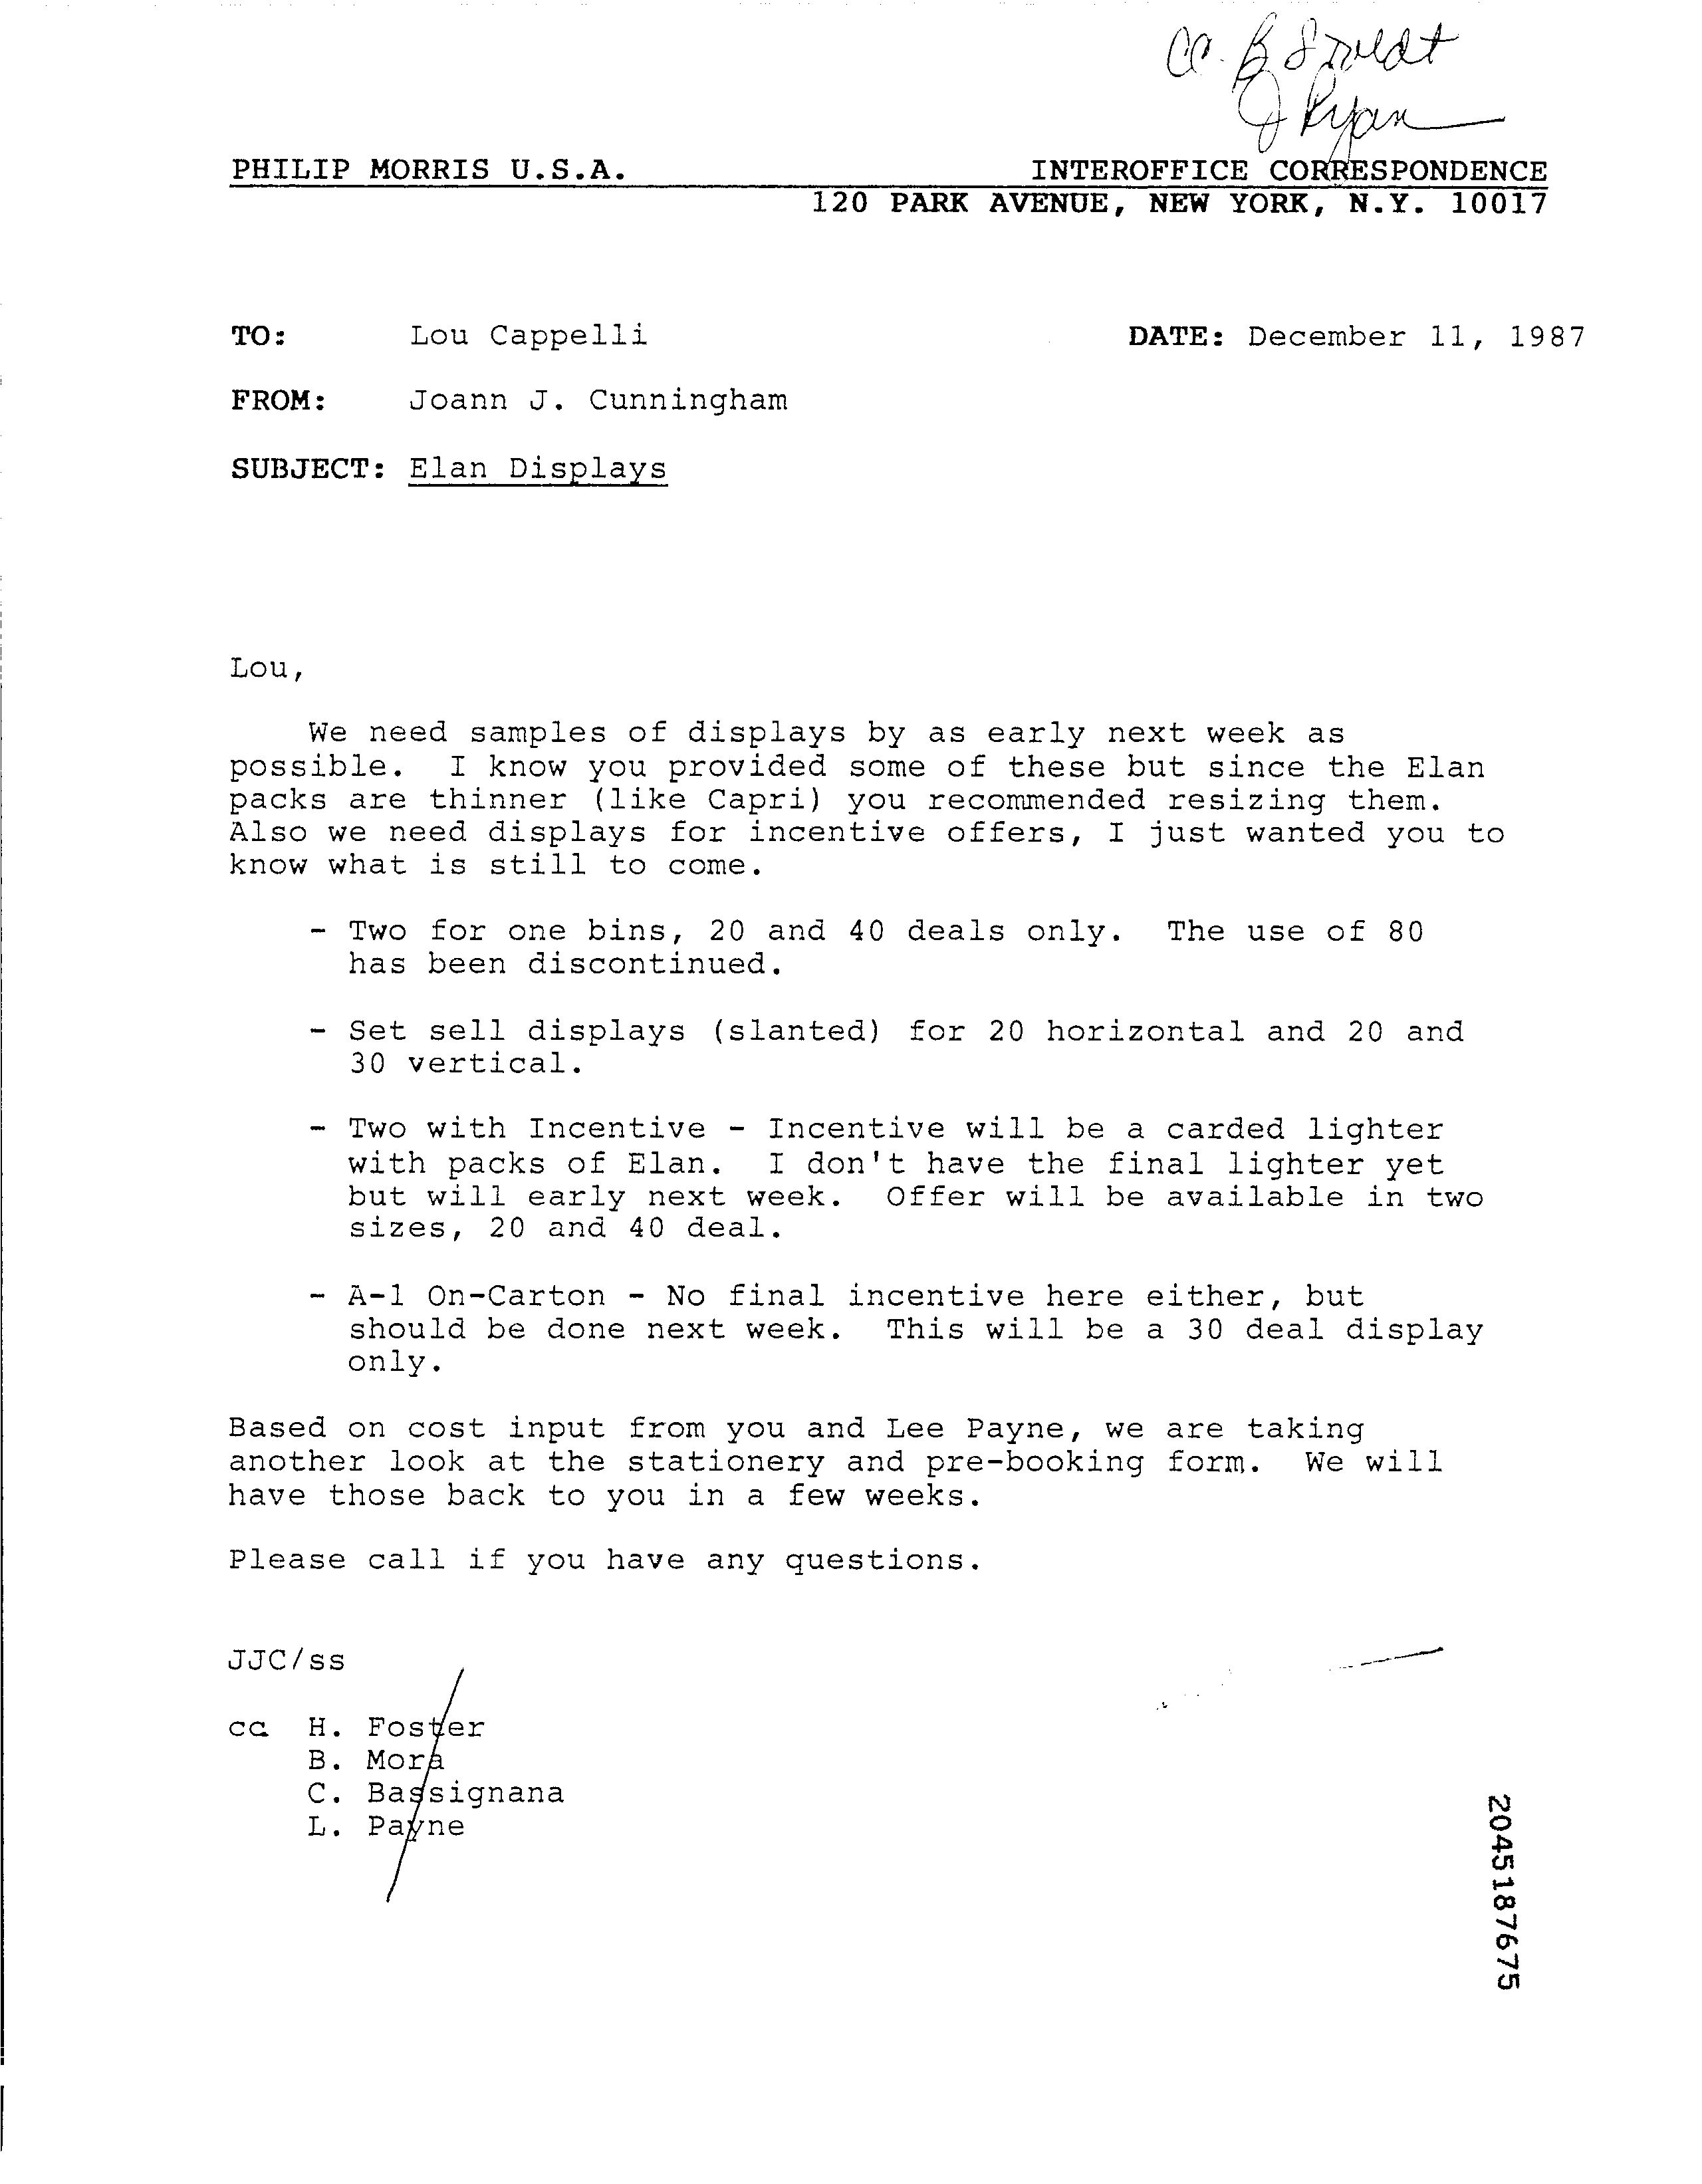 cc. B
J Ryan
PHILIP MORRIS U.S.A. INTEROFFICE CORRESPONDENCE
120 PARK AVENUE, NEW YORK, N.Y. 10017
TO: Lou Cappelli DATE: December 11, 1987
FROM: Joann J. Cunningham
SUBJECT: Elan Displays
Lou,
We need samples of displays by as early next week as
possible. I know you provided some of these but since the Elan
packs are thinner (like Capri) you recommended resizing them.
Also we need displays for incentive offers, I just wanted you to
know what is still to come.
- Two for one bins, 20 and 40 deals only. The use of 80
has been discontinued.
- Set sell displays (slanted) for 20 horizontal and 20 and
30 vertical.
- Two with Incentive - Incentive will be a carded lighter
with packs of Elan. I don't have the final lighter yet
but will early next week. Offer will be available in two
sizes, 20 and 40 deal.
- A-1 On-Carton - No final incentive here either, but
should be done next week. This will be a 30 deal display
only.
Based on cost input from you and Lee Payne, we are taking
another look at the stationery and pre-booking form. We will
have those back to you in a few weeks.
Please call if you have any questions.
JJC/ss
cc H. Foster
B. Mora
C. Bassignana
L. Payne
2045187675